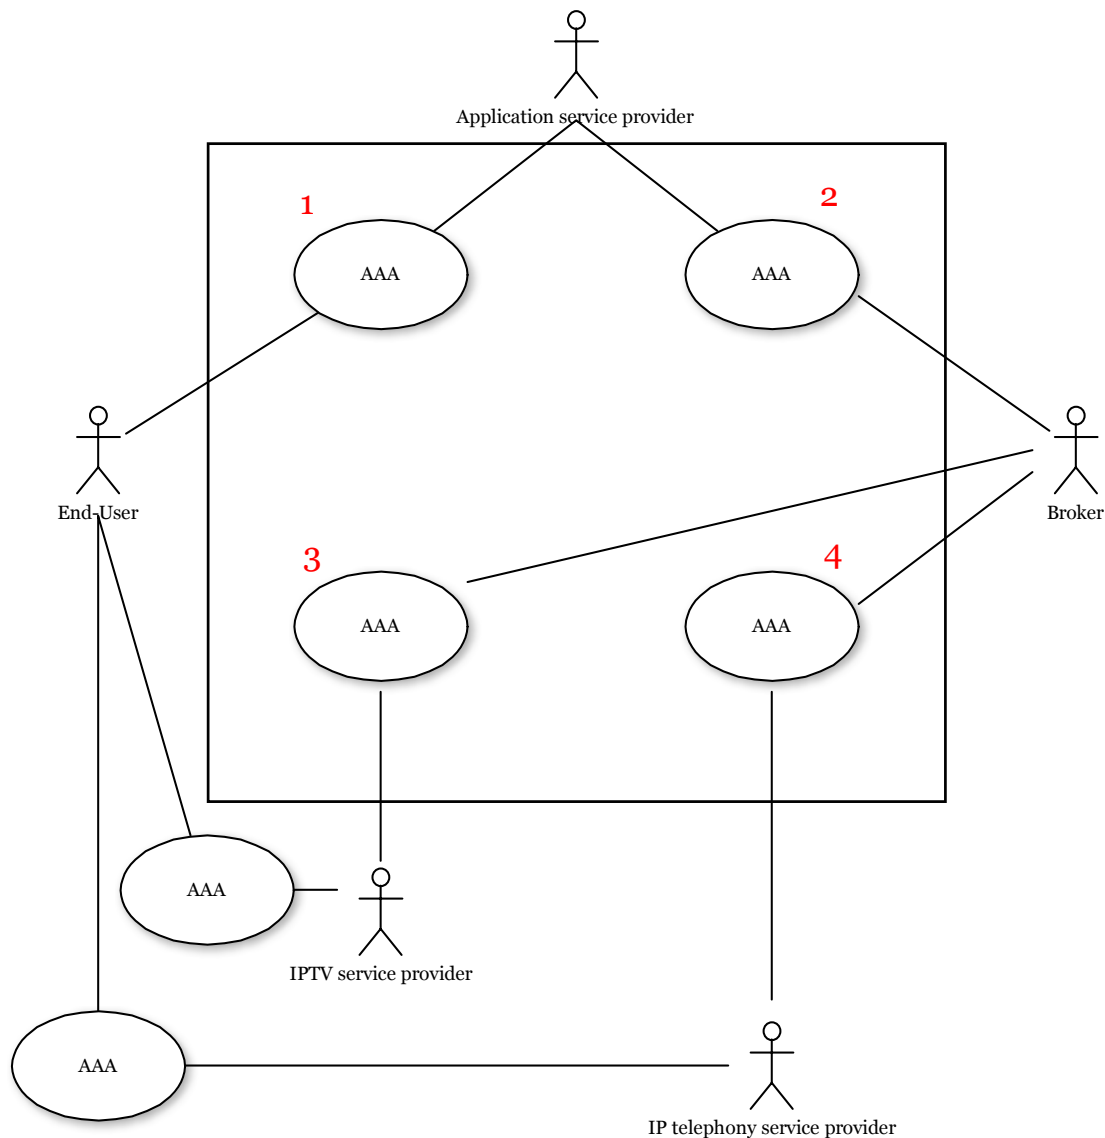 Application service provider
1
2
AAA
AAA
End-User
Broker
3
4
AAA
AAA
AAA
IPTV service provider
AAA
IP telephony service provider